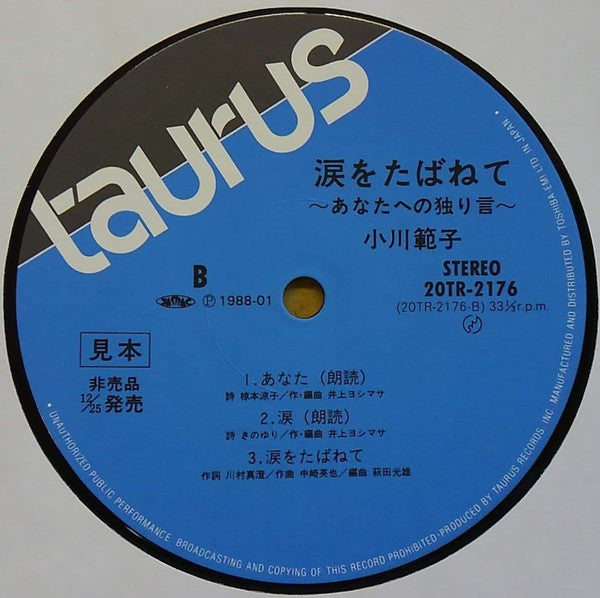 taurus
涙をたばねて
〜あなたへの独り言〜
小川範子
B
STEREO
20TR-2176
Ⓟ1988-01
(20TR-2176-B) 33⅓r.p.m.
見本
非売品
12/25発売
1.あなた(朗読)
詩 椋本涼子/作・編曲 井上ヨシマサ
2.涙(朗読)
詩 きのゆり/作・編曲 井上ヨシマサ
3.涙をたばねて
作詞 川村真澄/作曲 中崎英也/編曲 萩田光雄
• UNAUTHORIZED PUBLIC PERFORMANCE BROADCASTING AND COPYING OF THIS RECORD PROHIBITED•PRODUCED BY TAURUS RECORDS, INC. MANUFACTURED AND DISTRIBUTED BY TOSHIBA-EMI LTD IN JAPAN •